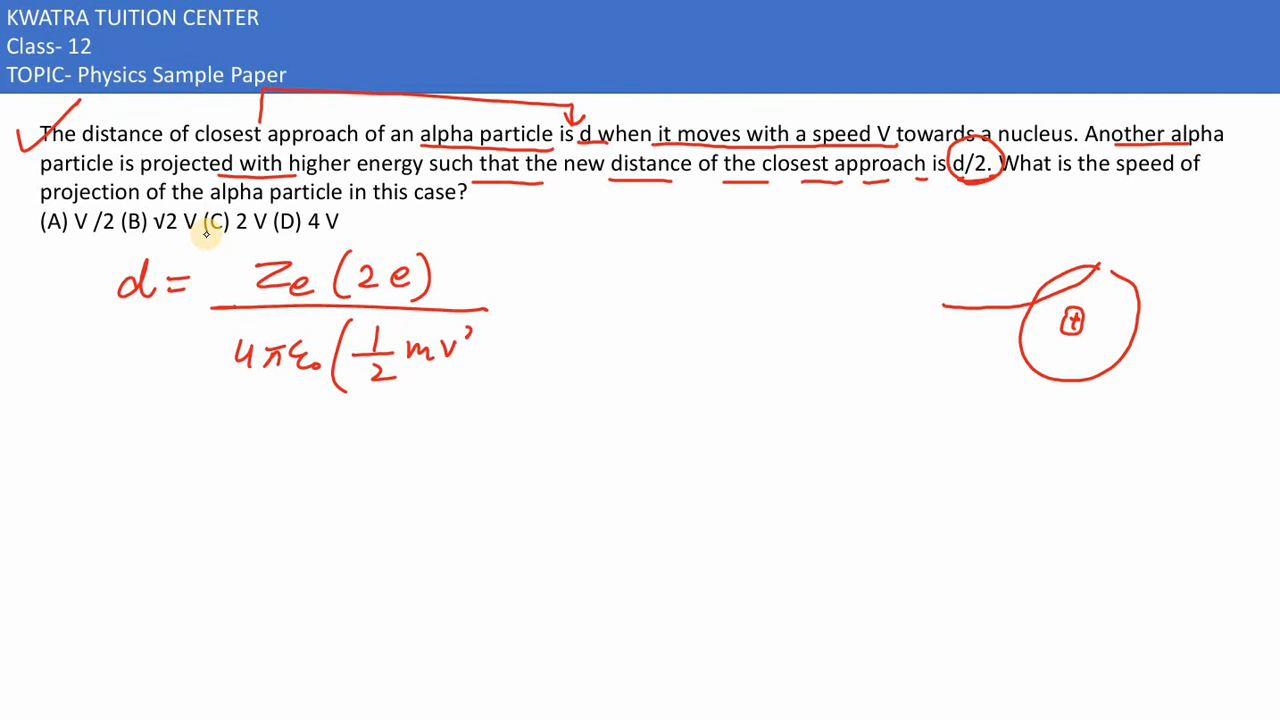 KWATRA TUITION CENTER
Class- 12
TOPIC- Physics Sample Paper
The distance of closest approach of an alpha particle is d when it moves with a speed V towards a nucleus. Another alpha
particle is projected with higher energy such that the new distance of the closest approach is d/2. What is the speed of
projection of the alpha particle in this case?
(A) V /2 (B) √2 V (C) 2 V (D) 4 V
d = Ze (2e)
4πε₀ (1/2 mv²
+